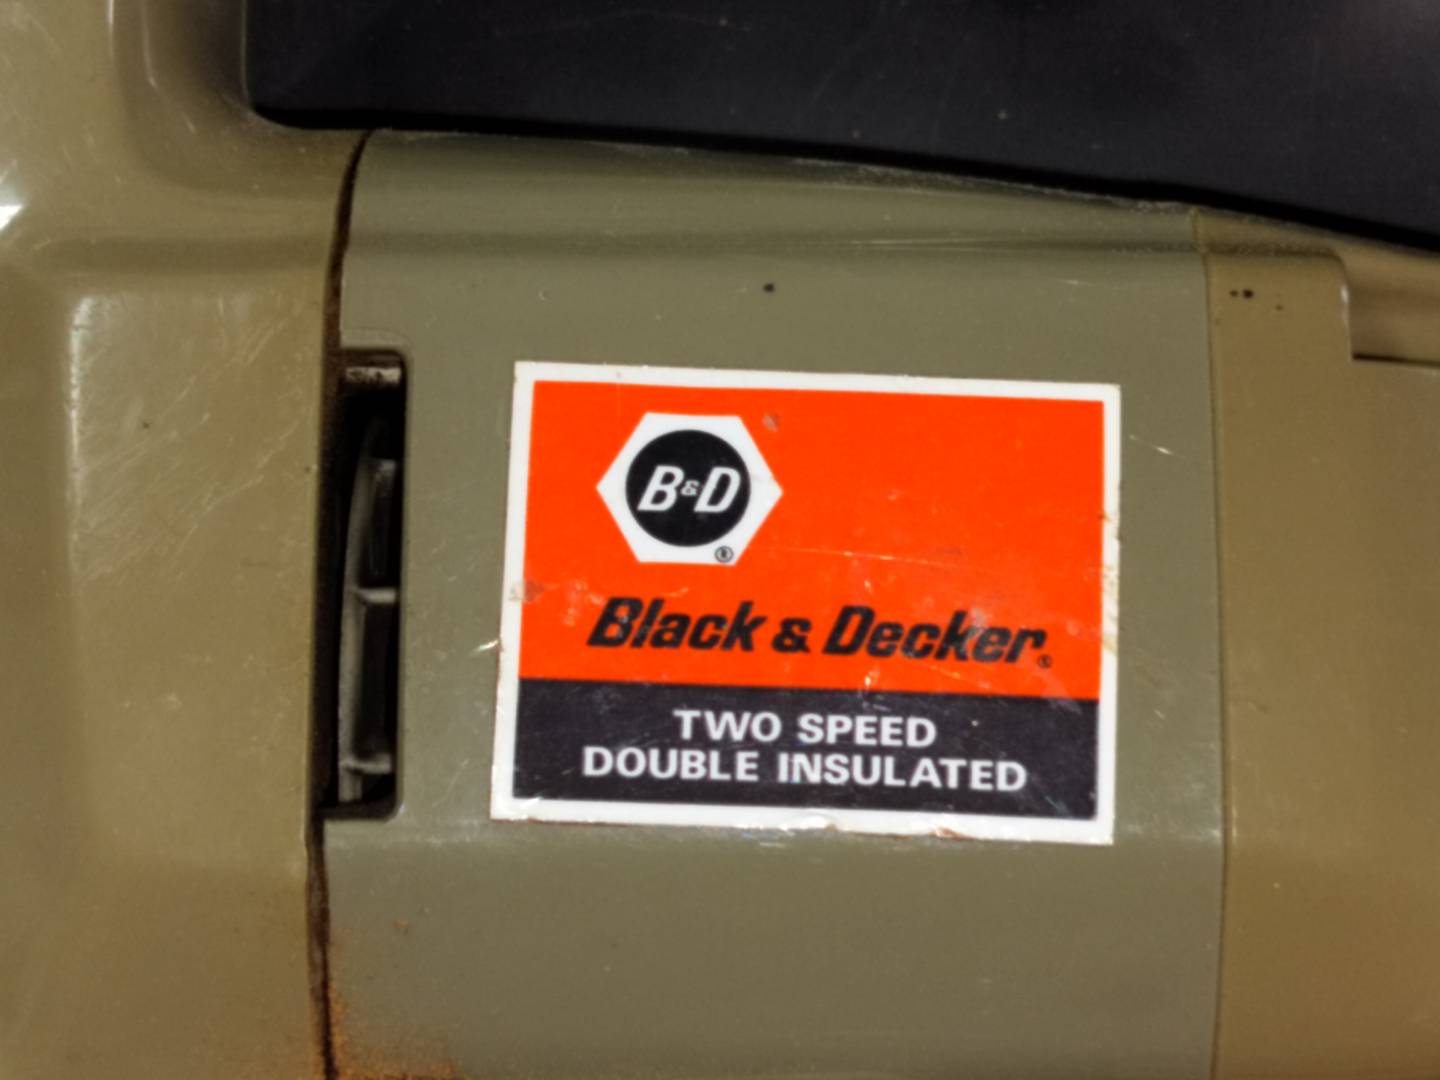 B&D
®
Black & Decker®
TWO SPEED
DOUBLE INSULATED